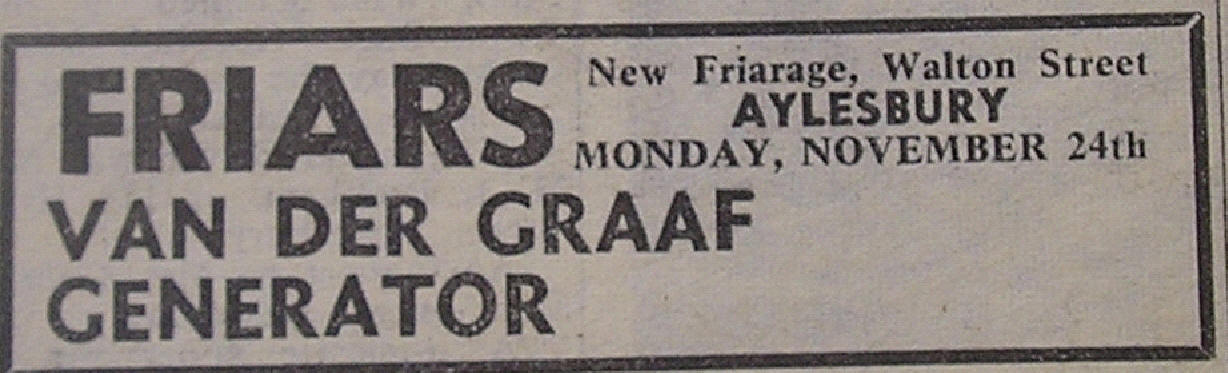 FRIARS
New Friarage, Walton Street
AYLESBURY
MONDAY, NOVEMBER 24th
VAN DER GRAAF
GENERATOR